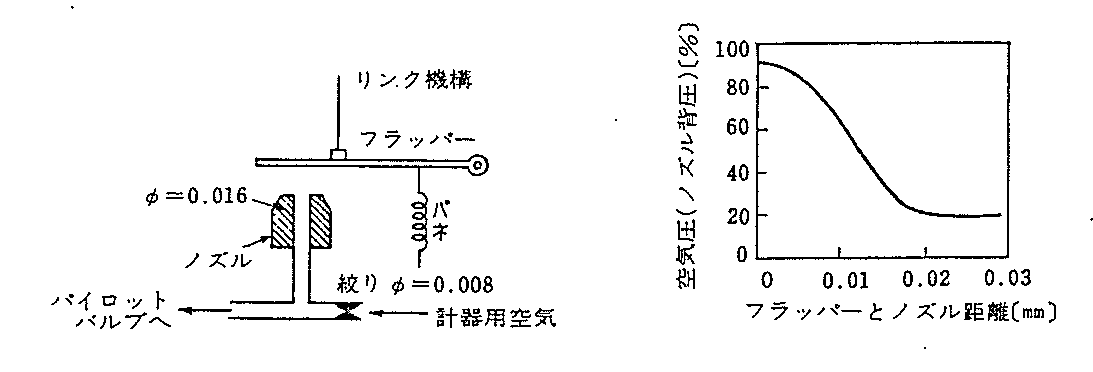 リンク機構
フラッパー
φ＝0.016
バネ
ノズル
絞り φ＝0.008
パイロット
バルブへ
計器用空気
空気圧(ノズル背圧)〔%〕
100
80
60
40
20
0
0 0.01 0.02 0.03
フラッパーとノズル距離〔mm〕